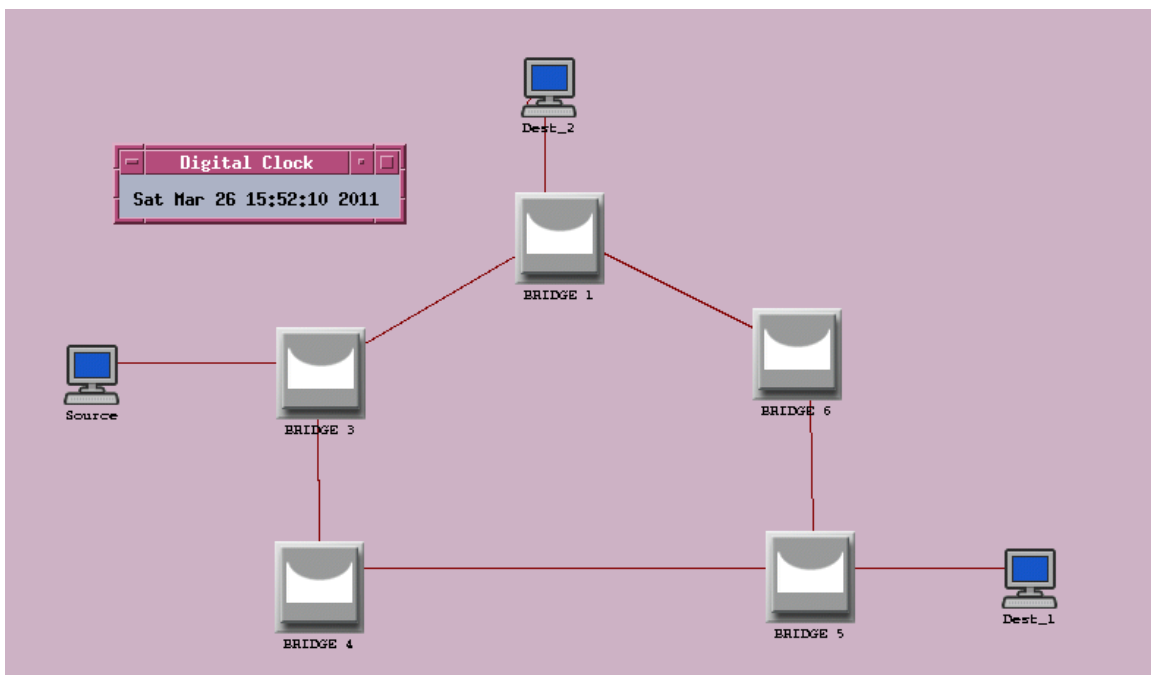 Dest_2
Digital Clock
Sat Mar 26 15:52:10 2011
BRIDGE 1
BRIDGE 6
Source
BRIDGE 3
Dest_1
BRIDGE 5
BRIDGE 4